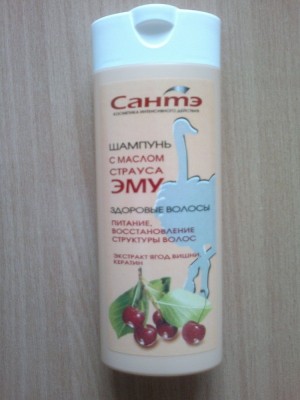 Сантэ
КОСМЕТИКА ИНТЕНСИВНОГО ДЕЙСТВИЯ
ШАМПУНЬ
С МАСЛОМ
СТРАУСА
ЭМУ
ЗДОРОВЫЕ ВОЛОСЫ
ПИТАНИЕ,
ВОССТАНОВЛЕНИЕ
СТРУКТУРЫ ВОЛОС
ЭКСТРАКТ ЯГОД ВИШНИ,
КЕРАТИН